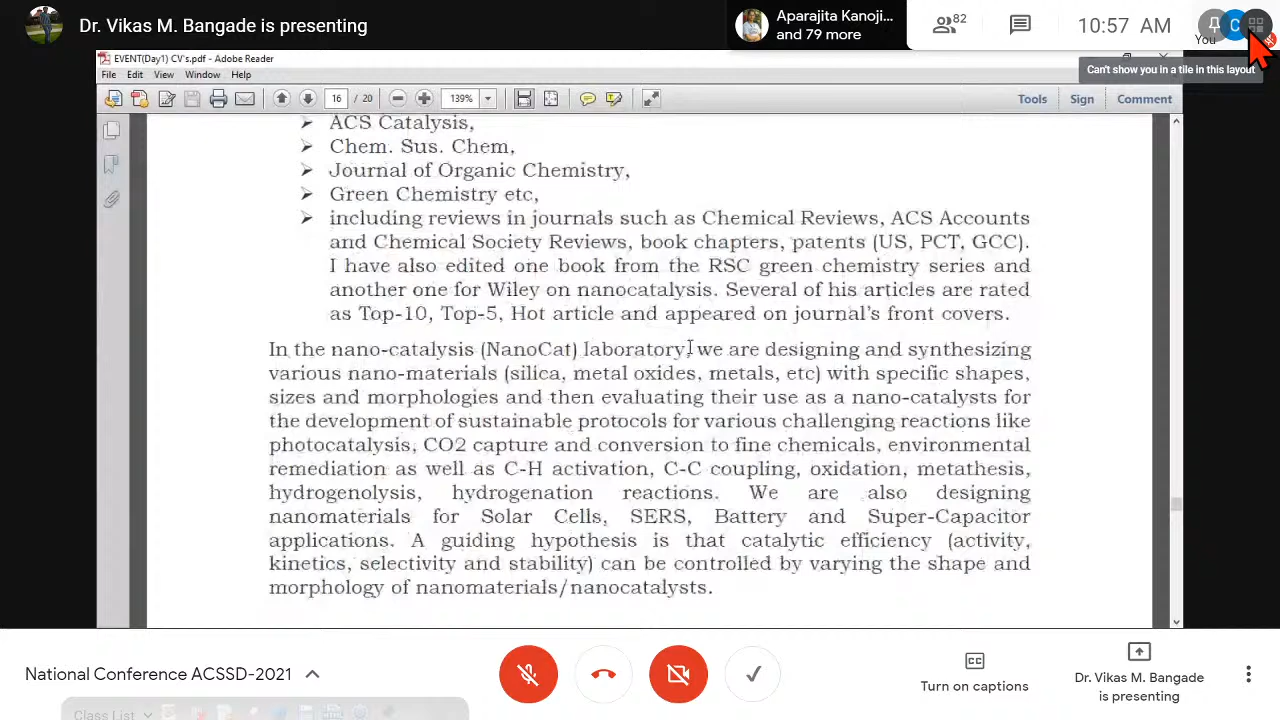 Dr. Vikas M. Bangade is presenting
Aparajita Kanoji...
and 79 more
82
10:57 AM
You
C
Can't show you in a tile in this layout
EVENT(Day1) CV's.pdf - Adobe Reader
File Edit View Window Help
16 / 20
139%
Tools Sign Comment
➢ ACS Catalysis,
➢ Chem. Sus. Chem,
➢ Journal of Organic Chemistry,
➢ Green Chemistry etc,
➢ including reviews in journals such as Chemical Reviews, ACS Accounts
and Chemical Society Reviews, book chapters, patents (US, PCT, GCC).
I have also edited one book from the RSC green chemistry series and
another one for Wiley on nanocatalysis. Several of his articles are rated
as Top-10, Top-5, Hot article and appeared on journal's front covers.
In the nano-catalysis (NanoCat) laboratory, we are designing and synthesizing
various nano-materials (silica, metal oxides, metals, etc) with specific shapes,
sizes and morphologies and then evaluating their use as a nano-catalysts for
the development of sustainable protocols for various challenging reactions like
photocatalysis, CO2 capture and conversion to fine chemicals, environmental
remediation as well as C-H activation, C-C coupling, oxidation, metathesis,
hydrogenolysis, hydrogenation reactions. We are also designing
nanomaterials for Solar Cells, SERS, Battery and Super-Capacitor
applications. A guiding hypothesis is that catalytic efficiency (activity,
kinetics, selectivity and stability) can be controlled by varying the shape and
morphology of nanomaterials/nanocatalysts.
National Conference ACSSD-2021
Turn on captions
Dr. Vikas M. Bangade
is presenting
Class List